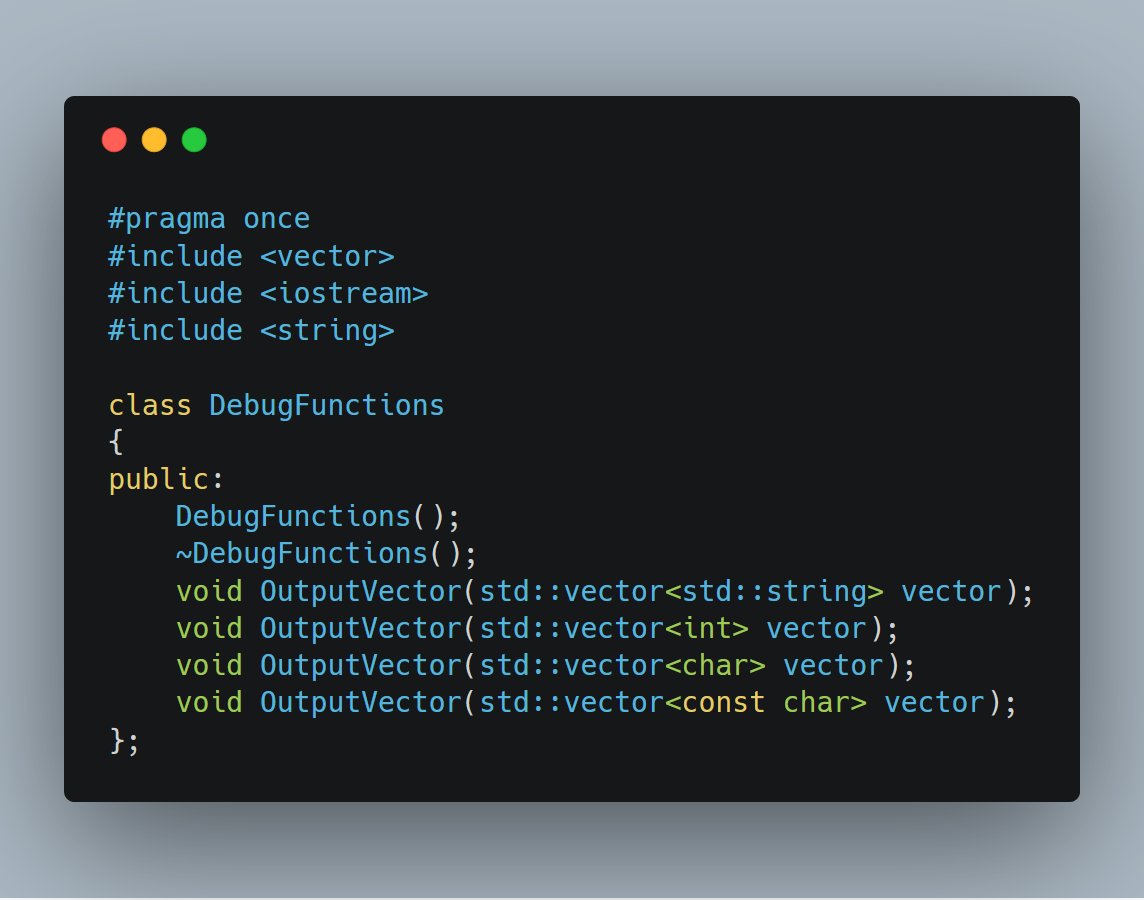 #pragma once
#include <vector>
#include <iostream>
#include <string>

class DebugFunctions
{
public:
    DebugFunctions();
    ~DebugFunctions();
    void OutputVector(std::vector<std::string> vector);
    void OutputVector(std::vector<int> vector);
    void OutputVector(std::vector<char> vector);
    void OutputVector(std::vector<const char> vector);
};